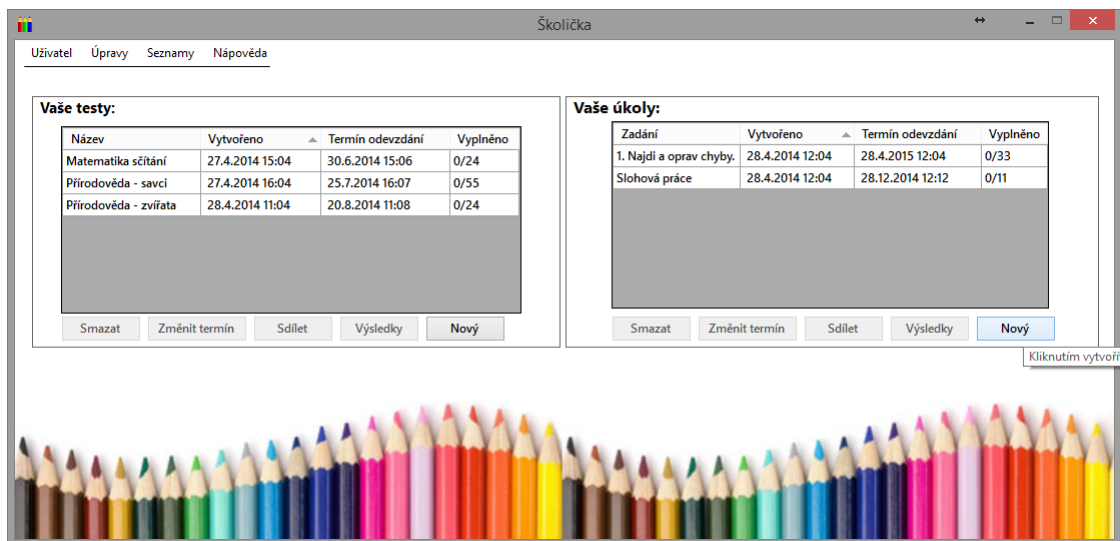 Školička
Uživatel Úpravy Seznamy Nápověda
Vaše testy:
Název Vytvořeno Termín odevzdání Vyplněno
Matematika sčítání 27.4.2014 15:04 30.6.2014 15:06 0/24
Přírodověda - savci 27.4.2014 16:04 25.7.2014 16:07 0/55
Přírodověda - zvířata 28.4.2014 11:04 20.8.2014 11:08 0/24
Smazat Změnit termín Sdílet Výsledky Nový
Vaše úkoly:
Zadání Vytvořeno Termín odevzdání Vyplněno
1. Najdi a oprav chyby. 28.4.2014 12:04 28.4.2015 12:04 0/33
Slohová práce 28.4.2014 12:04 28.12.2014 12:12 0/11
Smazat Změnit termín Sdílet Výsledky Nový
Kliknutím vytvoří